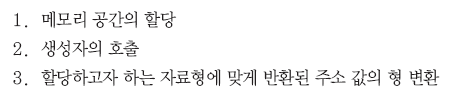 1. 메모리 공간의 할당
2. 생성자의 호출
3. 할당하고자 하는 자료형에 맞게 반환된 주소 값의 형 변환